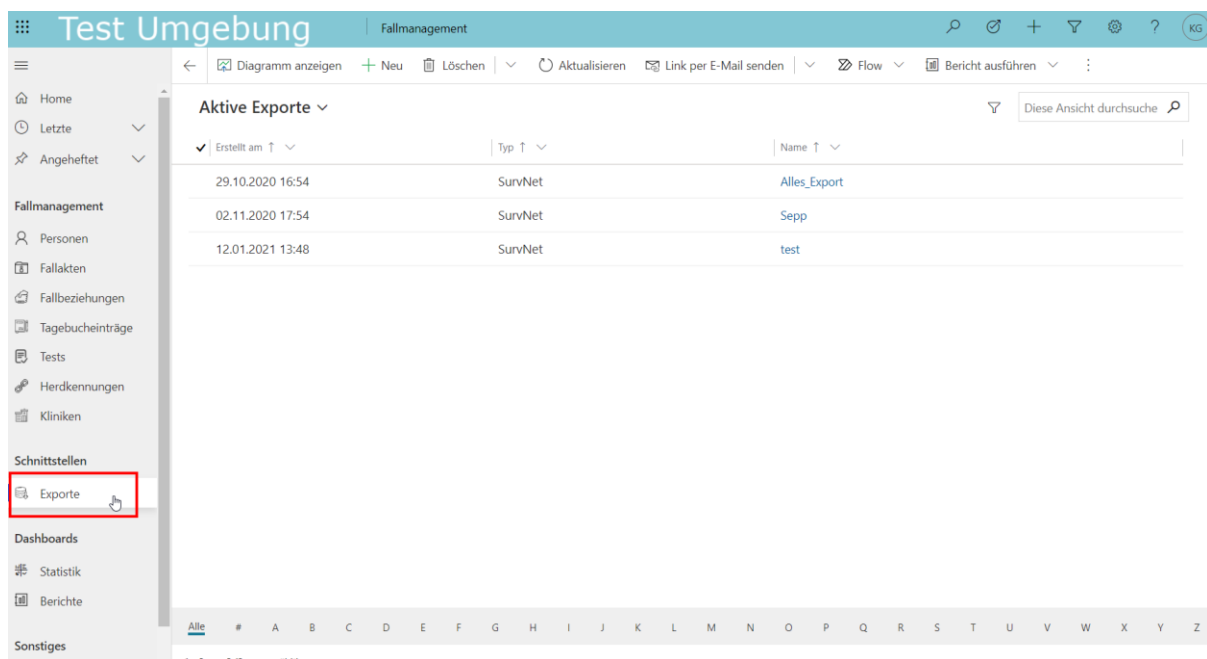 Test Umgebung
Fallmanagement
? KG
Diagramm anzeigen Neu Löschen Aktualisieren Link per E-Mail senden Flow Bericht ausführen
Home
Letzte
Angeheftet
Fallmanagement
Personen
Fallakten
Fallbeziehungen
Tagebucheinträge
Tests
Herdkennungen
Kliniken
Schnittstellen
Exporte
Dashboards
Statistik
Berichte
Sonstiges
Aktive Exporte
Diese Ansicht durchsuche
Erstellt am Typ Name
29.10.2020 16:54 SurvNet Alles_Export
02.11.2020 17:54 SurvNet Sepp
12.01.2021 13:48 SurvNet test
Alle # A B C D E F G H I J K L M N O P Q R S T U V W X Y Z